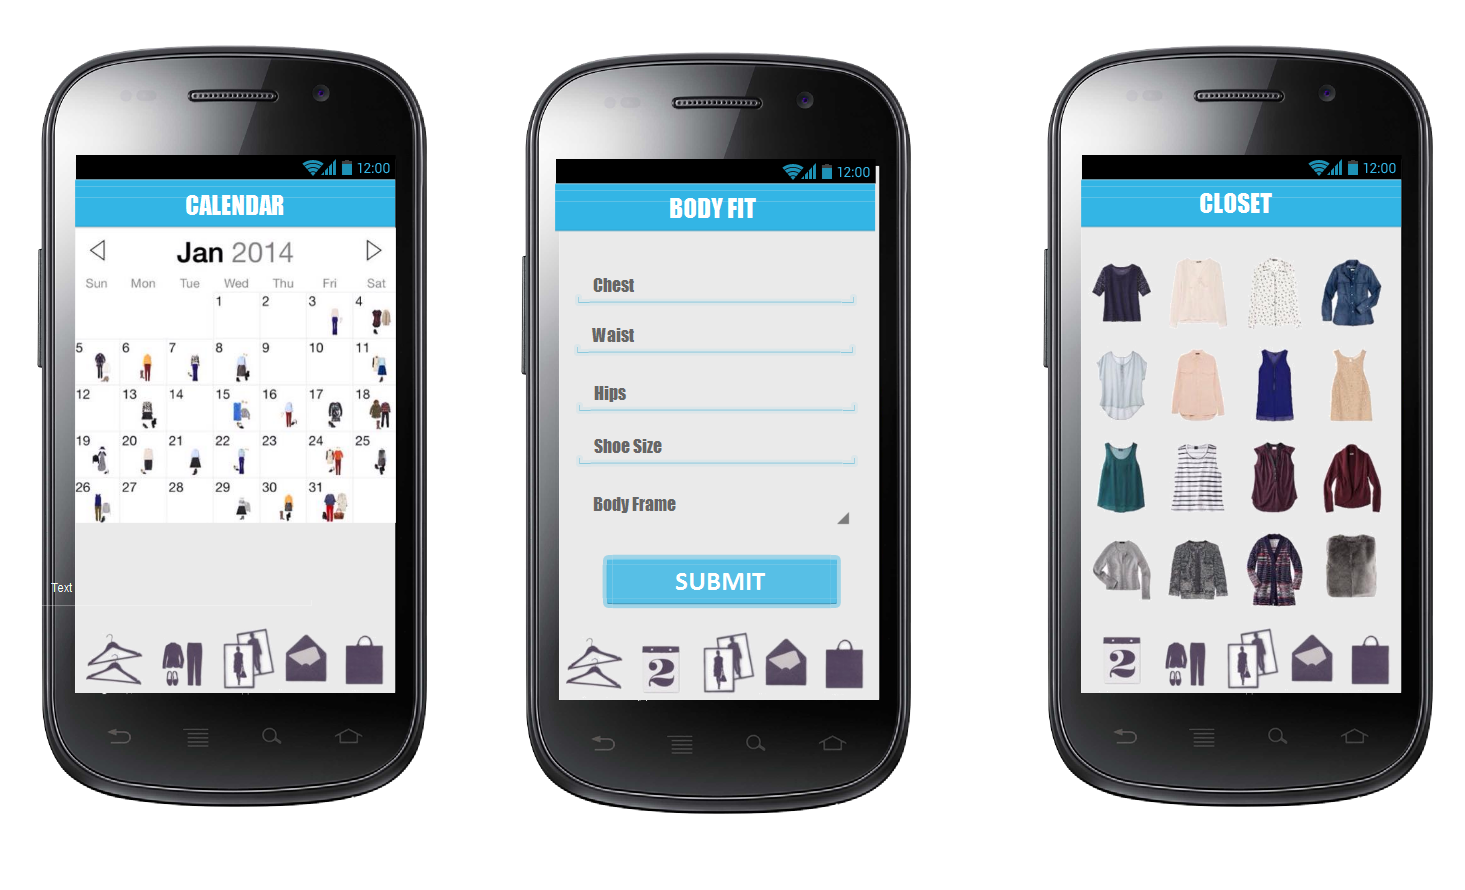 12:00
CALENDAR
Jan 2014
Sun Mon Tue Wed Thu Fri Sat
1 2 3 4
5 6 7 8 9 10 11
12 13 14 15 16 17 18
19 20 21 22 23 24 25
26 27 28 29 30 31
Text
12:00
BODY FIT
Chest
Waist
Hips
Shoe Size
Body Frame
SUBMIT
2
12:00
CLOSET
2